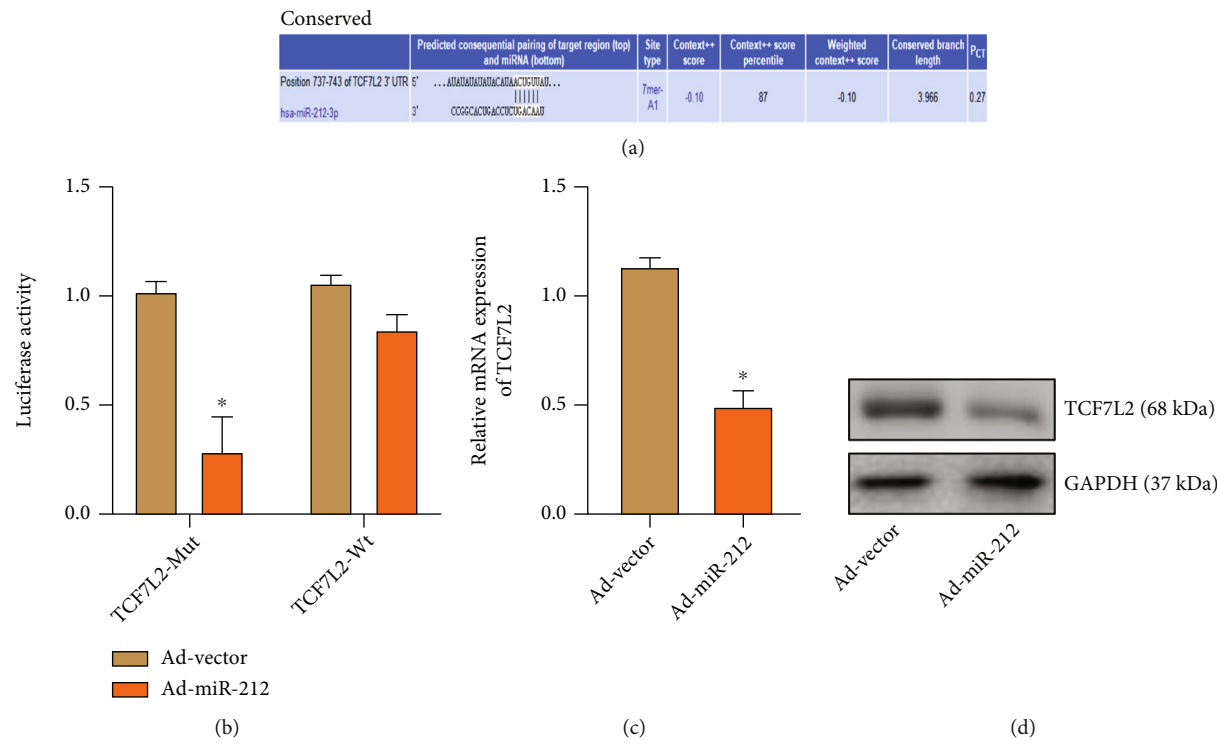 Conserved
Predicted consequential pairing of target region (top) and miRNA (bottom)
Site type
Context++ score
Context++ score percentile
Weighted context++ score
Conserved branch length
PCT
Position 737-743 of TCF7L2 3' UTR 5' ...AUAUAUAUAUACAUAACUGUUAU...
hsa-miR-212-3p 3' CCGGCACUGACCUCUGACAAU
7mer-A1
-0.10
87
-0.10
3.966
0.27
(a)
1.5
1.0
0.5
0.0
Luciferase activity
*
TCF7L2-Mut
TCF7L2-Wt
Ad-vector
Ad-miR-212
(b)
1.5
1.0
0.5
0.0
Relative mRNA expression
of TCF7L2
*
Ad-vector
Ad-miR-212
(c)
TCF7L2 (68 kDa)
GAPDH (37 kDa)
Ad-vector
Ad-miR-212
(d)